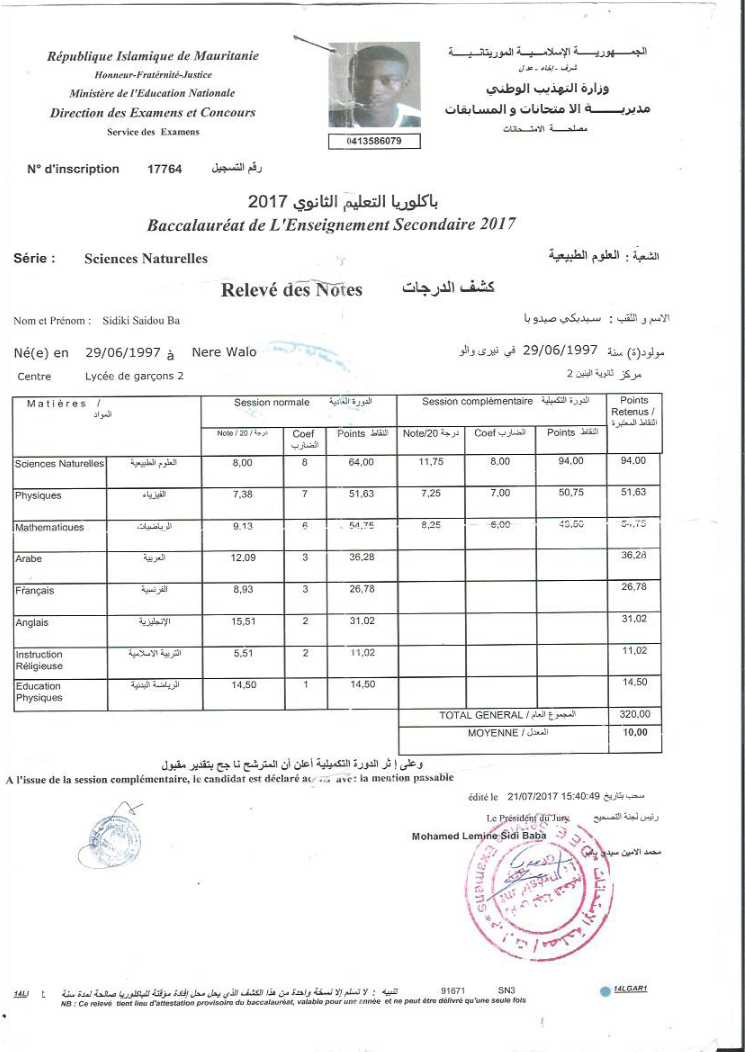 République Islamique de Mauritanie
Honneur-Fratérnité-Justice
Ministère de l'Education Nationale
Direction des Examens et Concours
Service des Examens
الجمهورية الإسلامية الموريتانية
شرف - إخاء - عدل
وزارة التهذيب الوطني
مديرية الامتحانات و المسابقات
مصلحة الامتحانات
0413586079
N° d'inscription 17764 رقم التسجيل
باكلوريا التعليم الثانوي 2017
Baccalauréat de L'Enseignement Secondaire 2017
Série : Sciences Naturelles الشعبة : العلوم الطبيعية
Relevé des Notes كشف الدرجات
Nom et Prénom : Sidiki Saidou Ba الاسم و اللقب : سيديكي صيدو با
Né(e) en 29/06/1997 à Nere Walo مولود(ة) سنة 29/06/1997 في نيرى والو
Centre Lycée de garçons 2 مركز ثانوية البنين 2
Matières / المواد Session normale الدورة العادية Session complémentaire الدورة التكميلية Points Retenus / النقاط المعتبرة
Note / 20 / درجة Coef الضارب Points النقاط Note/20 درجة Coef الضارب Points النقاط
Sciences Naturelles العلوم الطبيعية 8,00 8 64,00 11,75 8,00 94,00 94,00
Physiques الفيزياء 7,38 7 51,63 7,25 7,00 50,75 51,63
Mathematiques الرياضيات 9,13 6 54,75 8,25 6,00 49,50 54,75
Arabe العربية 12,09 3 36,28 36,28
Français الفرنسية 8,93 3 26,78 26,78
Anglais الإنجليزية 15,51 2 31,02 31,02
Instruction Réligieuse التربية الاسلامية 5,51 2 11,02 11,02
Education Physiques الرياضة البدنية 14,50 1 14,50 14,50
TOTAL GENERAL / المجموع العام 320,00
MOYENNE / المعدل 10,00
وعلى إثر الدورة التكميلية أعلن أن المترشح ناجح بتقدير مقبول
A l'issue de la session complémentaire, le candidat est déclaré avec la mention passable
édité le 21/07/2017 15:40:49 سحب بتاريخ
Le Président du Jury رئيس لجنة التصحيح
Mohamed Lemine Sidi Baba
محمد الامين سيدي بابا
تنبيه : لا تسلم إلا نسخة واحدة من هذا الكشف الذي يحل محل إفادة مؤقتة للباكلوريا صالحة لمدة سنة 91671 SN3 14LGAR1
NB : Ce relevé tient lieu d'attestation provisoire du baccalauréat, valable pour une année et ne peut être délivré qu'une seule fois